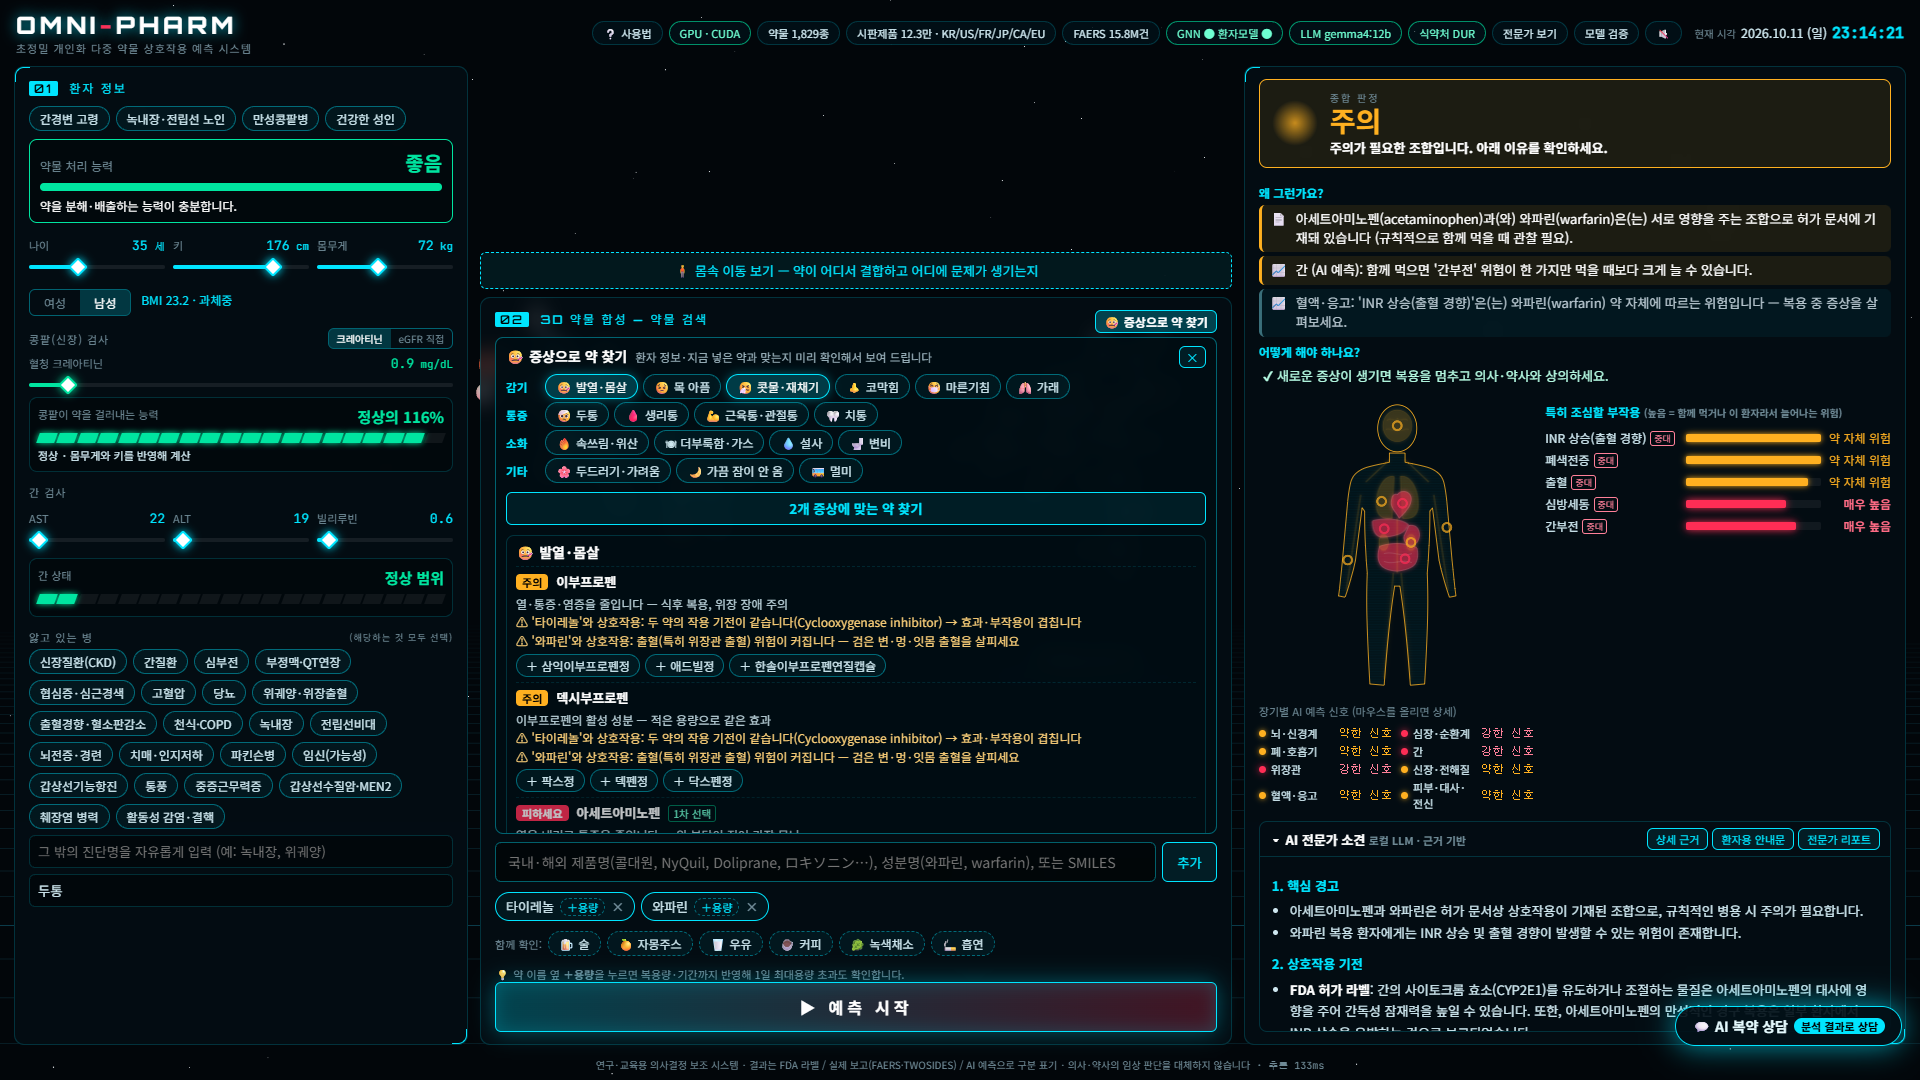 OMNI-PHARM
초정밀 개인화 다중 약물 상호작용 예측 시스템
? 사용법
GPU · CUDA
약물 1,829종
시판제품 12.3만 · KR/US/FR/JP/CA/EU
FAERS 15.8M건
GNN 환자모델
LLM gemma4:12b
식약처 DUR
전문가 보기
모델 검증
현재 시각 2026.10.11 (일) 23:14:21
01 환자 정보
간경변 고령
녹내장·전립선 노인
만성콩팥병
건강한 성인
약물 처리 능력 좋음
약을 분해·배출하는 능력이 충분합니다.
나이 35 세
키 176 cm
몸무게 72 kg
여성 남성 BMI 23.2 · 과체중
콩팥(신장) 검사 크레아티닌 eGFR 직접
혈청 크레아티닌 0.9 mg/dL
콩팥이 약을 걸러내는 능력 정상의 116%
정상 · 몸무게와 키를 반영해 계산
간 검사
AST 22
ALT 19
빌리루빈 0.6
간 상태 정상 범위
앓고 있는 병 (해당하는 것 모두 선택)
신장질환(CKD) 간질환 심부전 부정맥·QT연장
협심증·심근경색 고혈압 당뇨 위궤양·위장출혈
출혈경향·혈소판감소 천식·COPD 녹내장 전립선비대
뇌전증·경련 치매·인지저하 파킨슨병 임신(가능성)
갑상선기능항진 통풍 중증근무력증 갑상선수질암·MEN2
췌장염 병력 활동성 감염·결핵
그 밖의 진단명을 자유롭게 입력 (예: 녹내장, 위궤양)
두통
몸속 이동 보기 — 약이 어디서 결합하고 어디에 문제가 생기는지
02 3D 약물 합성 — 약물 검색
증상으로 약 찾기
증상으로 약 찾기 환자 정보·지금 넣은 약과 맞는지 미리 확인해서 보여 드립니다
감기 발열·몸살 목 아픔 콧물·재채기 코막힘 마른기침 가래
통증 두통 생리통 근육통·관절통 치통
소화 속쓰림·위산 더부룩함·가스 설사 변비
기타 두드러기·가려움 가끔 잠이 안 옴 멀미
2개 증상에 맞는 약 찾기
발열·몸살
주의 이부프로펜
열·통증·염증을 줄입니다 — 식후 복용, 위장 장애 주의
⚠ '타이레놀'와 상호작용: 두 약의 작용 기전이 같습니다(Cyclooxygenase inhibitor) → 효과·부작용이 겹칩니다
⚠ '와파린'와 상호작용: 출혈(특히 위장관 출혈) 위험이 커집니다 — 검은 변·멍·잇몸 출혈을 살피세요
+ 삼익이부프로펜정 + 애드빌정 + 한솔이부프로펜연질캡슐
주의 덱시부프로펜
이부프로펜의 활성 성분 — 적은 용량으로 같은 효과
⚠ '타이레놀'와 상호작용: 두 약의 작용 기전이 같습니다(Cyclooxygenase inhibitor) → 효과·부작용이 겹칩니다
⚠ '와파린'와 상호작용: 출혈(특히 위장관 출혈) 위험이 커집니다 — 검은 변·멍·잇몸 출혈을 살피세요
+ 팍스정 + 덱펜정 + 닥스펜정
피하세요 아세트아미노펜 1차 선택
국내·해외 제품명(콜대원, NyQuil, Doliprane, ロキソニン…), 성분명(와파린, warfarin), 또는 SMILES
추가
타이레놀 +용량 ×
와파린 +용량 ×
함께 확인: 술 자몽주스 우유 커피 녹색채소 흡연
약 이름 옆 +용량을 누르면 복용량·기간까지 반영해 1일 최대용량 초과도 확인합니다.
▶ 예측 시작
종합 판정
주의
주의가 필요한 조합입니다. 아래 이유를 확인하세요.
왜 그런가요?
아세트아미노펜(acetaminophen)과(와) 와파린(warfarin)은(는) 서로 영향을 주는 조합으로 허가 문서에 기
재돼 있습니다 (규칙적으로 함께 먹을 때 관찰 필요).
간 (AI 예측): 함께 먹으면 '간부전' 위험이 한 가지만 먹을 때보다 크게 늘 수 있습니다.
혈액·응고: 'INR 상승(출혈 경향)'은(는) 와파린(warfarin) 약 자체에 따르는 위험입니다 — 복용 중 증상을 살
펴보세요.
어떻게 해야 하나요?
✓ 새로운 증상이 생기면 복용을 멈추고 의사·약사와 상의하세요.
특히 조심할 부작용 (높음 = 함께 먹거나 이 환자라서 늘어나는 위험)
INR 상승(출혈 경향) 중대 약 자체 위험
폐색전증 중대 약 자체 위험
출혈 중대 약 자체 위험
심방세동 중대 매우 높음
간부전 중대 매우 높음
장기별 AI 예측 신호 (마우스를 올리면 상세)
뇌·신경계 약한 신호 심장·순환계 강한 신호
폐·호흡기 약한 신호 간 강한 신호
위장관 강한 신호 신장·전해질 약한 신호
혈액·응고 약한 신호 피부·대사·전신 약한 신호
AI 전문가 소견 로컬 LLM · 근거 기반
상세 근거 환자용 안내문 전문가 리포트
1. 핵심 경고
• 아세트아미노펜과 와파린은 허가 문서상 상호작용이 기재된 조합으로, 규칙적인 병용 시 주의가 필요합니다.
• 와파린 복용 환자에게는 INR 상승 및 출혈 경향이 발생할 수 있는 위험이 존재합니다.
2. 상호작용 기전
• FDA 허가 라벨: 간의 사이토크롬 효소(CYP2E1)를 유도하거나 조절하는 물질은 아세트아미노펜의 대사에 영
향을 주어 간독성 잠재력을 높일 수 있습니다. 또한, 아세트아미노펜의
AI 복약 상담 분석 결과로 상담
연구·교육용 의사결정 보조 시스템 · 결과는 FDA 라벨 / 실제 보고(FAERS·TWOSIDES) / AI 예측으로 구분 표기 · 의사·약사의 임상 판단을 대체하지 않습니다 · 추론 133ms